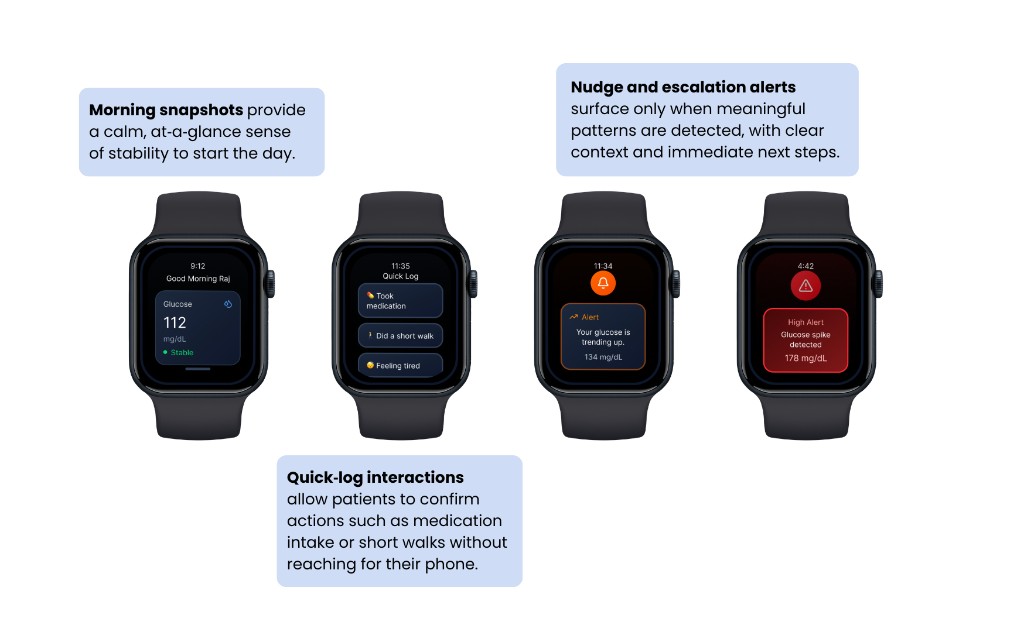 Morning snapshots provide
a calm, at-a-glance sense
of stability to start the day.
Nudge and escalation alerts
surface only when meaningful
patterns are detected, with clear
context and immediate next steps.
9:12
Good Morning Raj
Glucose
112
mg/dL
Stable
11:35
Quick Log
Took
medication
Did a short walk
Feeling tired
11:34
Alert
Your glucose is
trending up.
134 mg/dL
4:42
High Alert
Glucose spike
detected
178 mg/dL
Quick-log interactions
allow patients to confirm
actions such as medication
intake or short walks without
reaching for their phone.